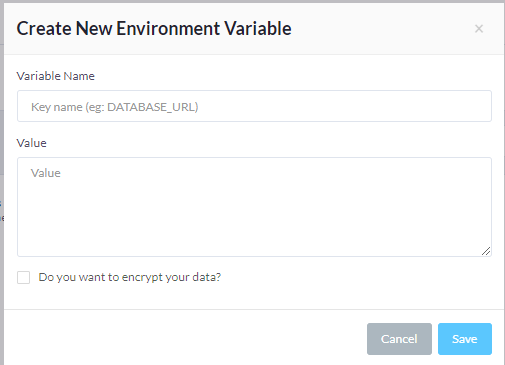 Create New Environment Variable
×
Variable Name
Key name (eg: DATABASE_URL)
Value
Value
Do you want to encrypt your data?
Cancel
Save